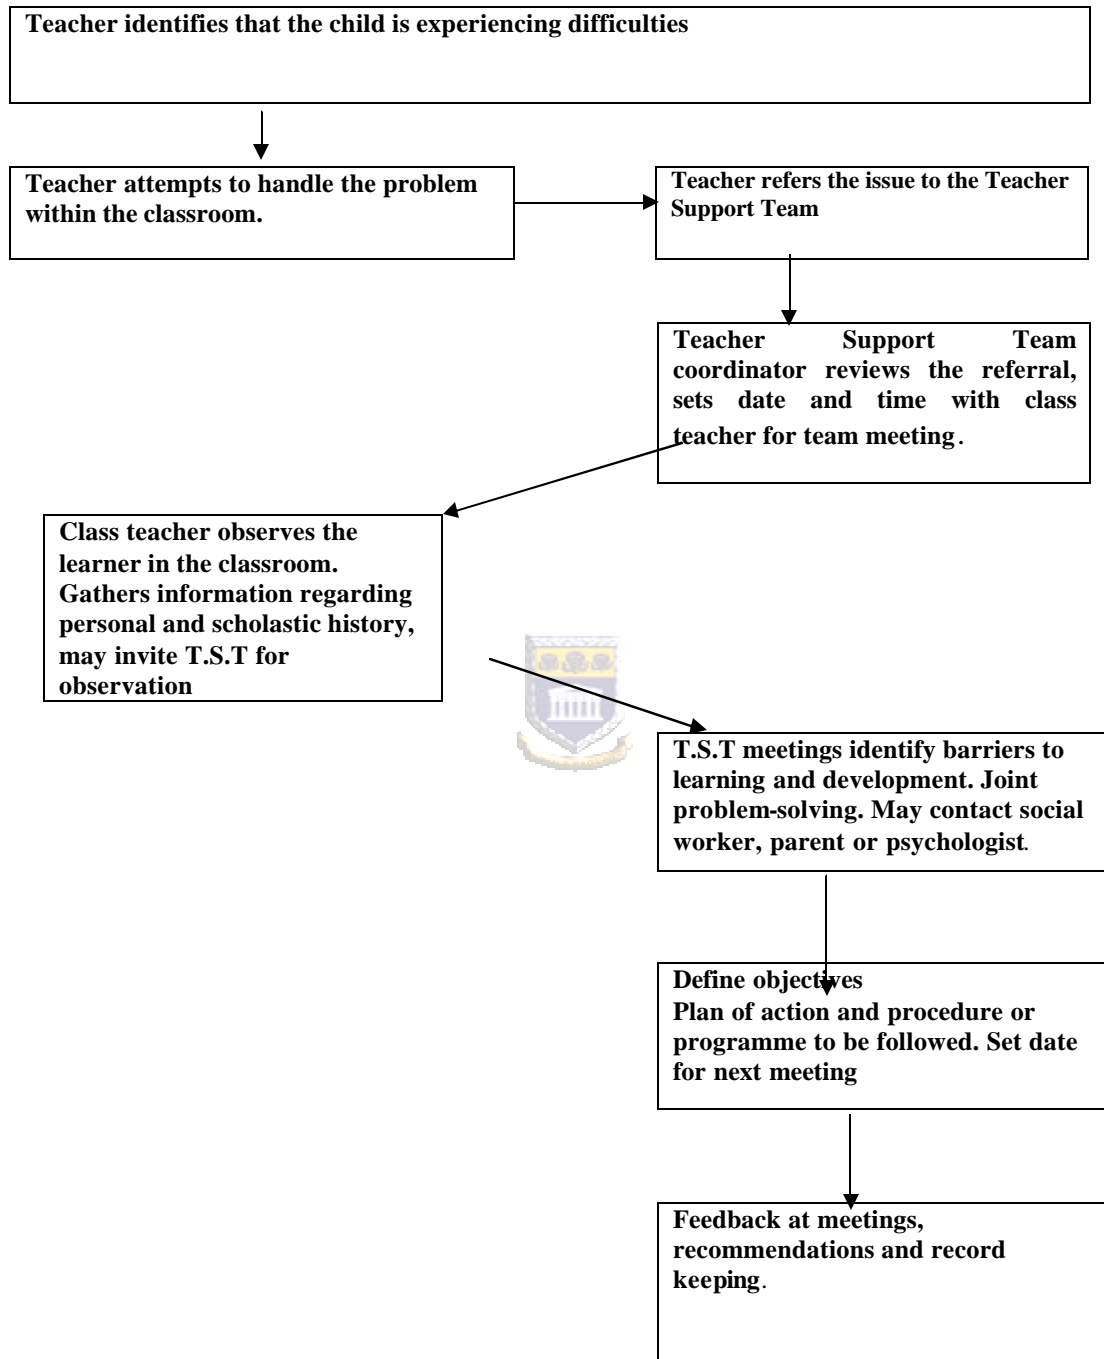 Teacher identifies that the child is experiencing difficulties
Teacher attempts to handle the problem
within the classroom.
Teacher refers the issue to the Teacher
Support Team
Teacher Support Team
coordinator reviews the referral,
sets date and time with class
teacher for team meeting.
Class teacher observes the
learner in the classroom.
Gathers information regarding
personal and scholastic history,
may invite T.S.T for
observation
T.S.T meetings identify barriers to
learning and development. Joint
problem-solving. May contact social
worker, parent or psychologist.
Define objectives
Plan of action and procedure or
programme to be followed. Set date
for next meeting
Feedback at meetings,
recommendations and record
keeping.